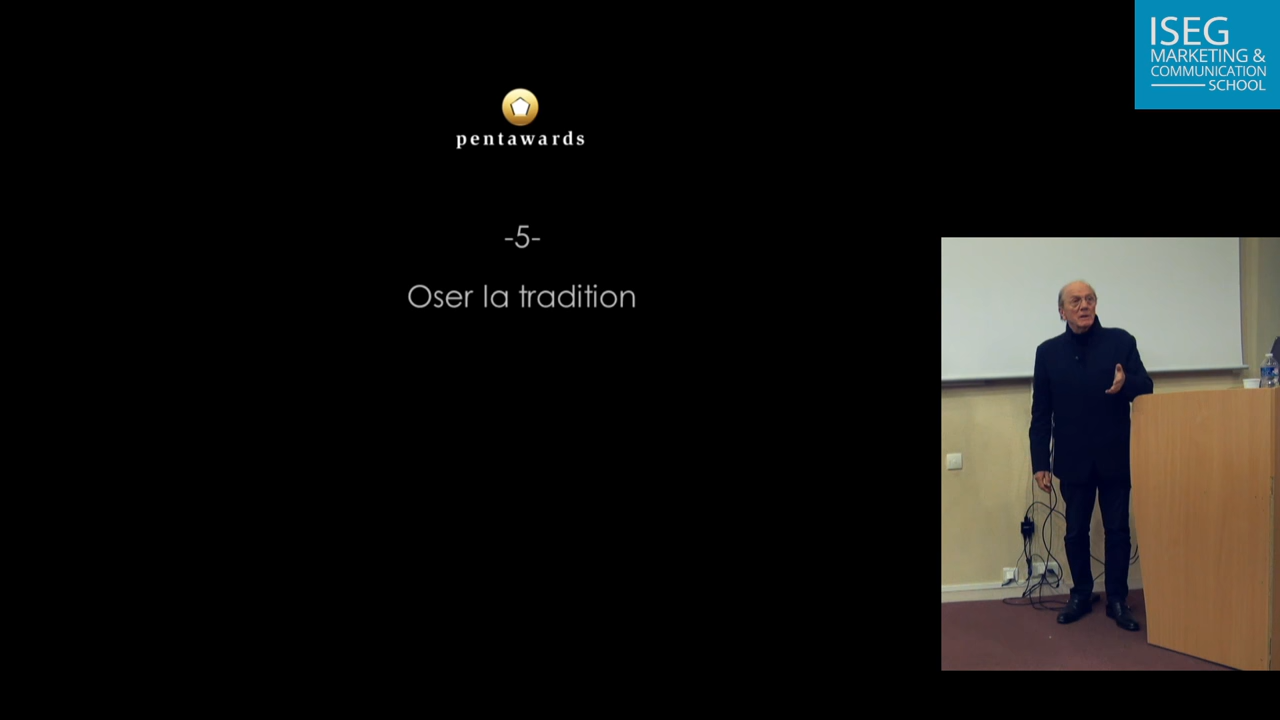 ISEG
MARKETING &
COMMUNICATION
SCHOOL
pentawards
-5-
Oser la tradition